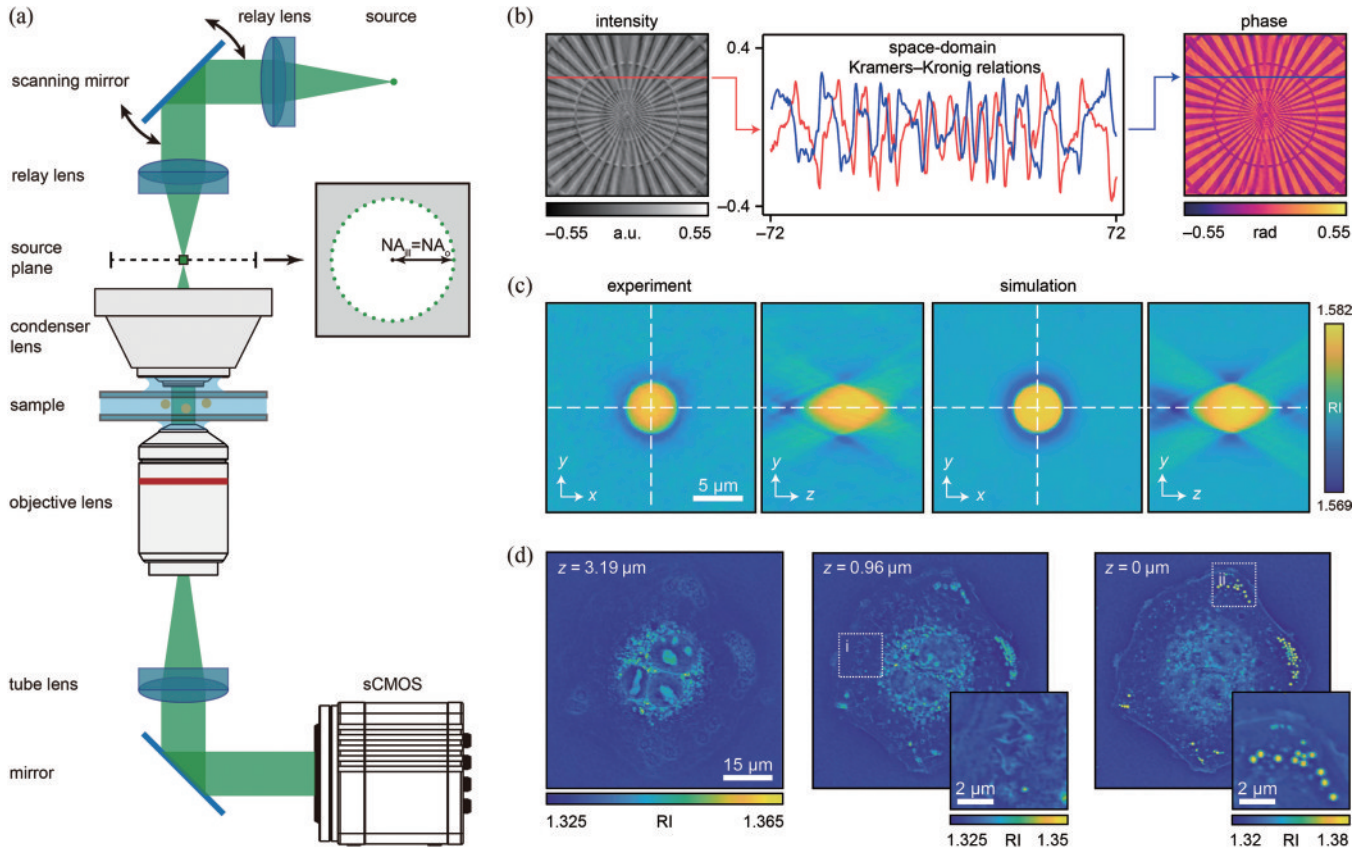 (a)
relay lens
source
scanning mirror
relay lens
source
plane
NAill=NAo
condenser
lens
sample
objective lens
tube lens
sCMOS
mirror
(b)
intensity
phase
0.4
space-domain
Kramers–Kronig relations
–0.4
–0.55
a.u.
0.55
–72
72
–0.55
rad
0.55
(c)
experiment
simulation
y
x
5 µm
y
z
y
x
y
z
1.582
RI
1.569
(d)
z = 3.19 µm
15 µm
1.325
RI
1.365
z = 0.96 µm
i
2 µm
1.325
RI
1.35
z = 0 µm
ii
2 µm
1.32
RI
1.38